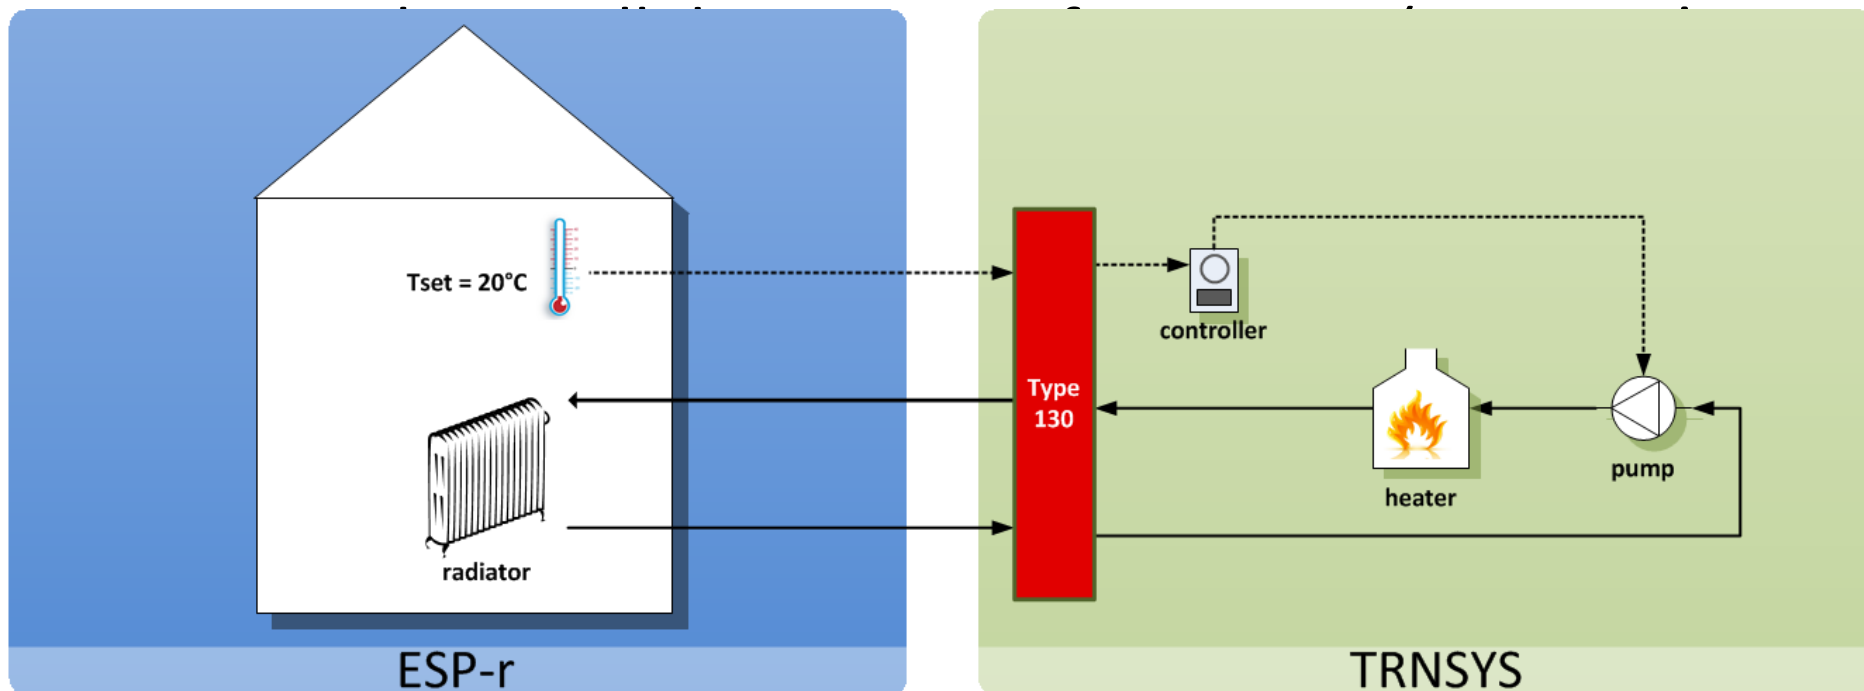 Tset = 20°C
controller
Type
130
pump
heater
radiator
ESP-r
TRNSYS